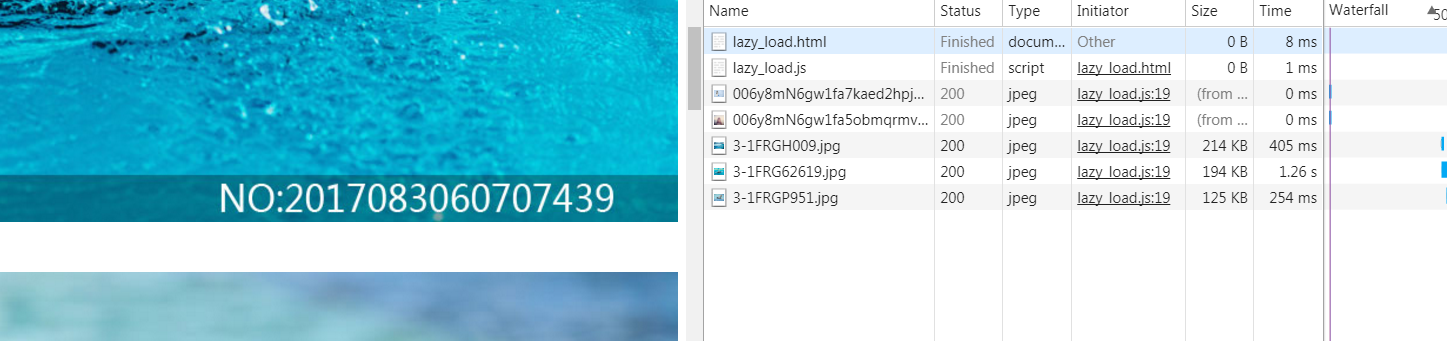 NO:2017083060707439
Name Status Type Initiator Size Time Waterfall
lazy_load.html Finished docum... Other 0 B 8 ms
lazy_load.js Finished script lazy_load.html 0 B 1 ms
006y8mN6gw1fa7kaed2hpj... 200 jpeg lazy_load.js:19 (from ... 0 ms
006y8mN6gw1fa5obmqrmv... 200 jpeg lazy_load.js:19 (from ... 0 ms
3-1FRGH009.jpg 200 jpeg lazy_load.js:19 214 KB 405 ms
3-1FRG62619.jpg 200 jpeg lazy_load.js:19 194 KB 1.26 s
3-1FRGP951.jpg 200 jpeg lazy_load.js:19 125 KB 254 ms